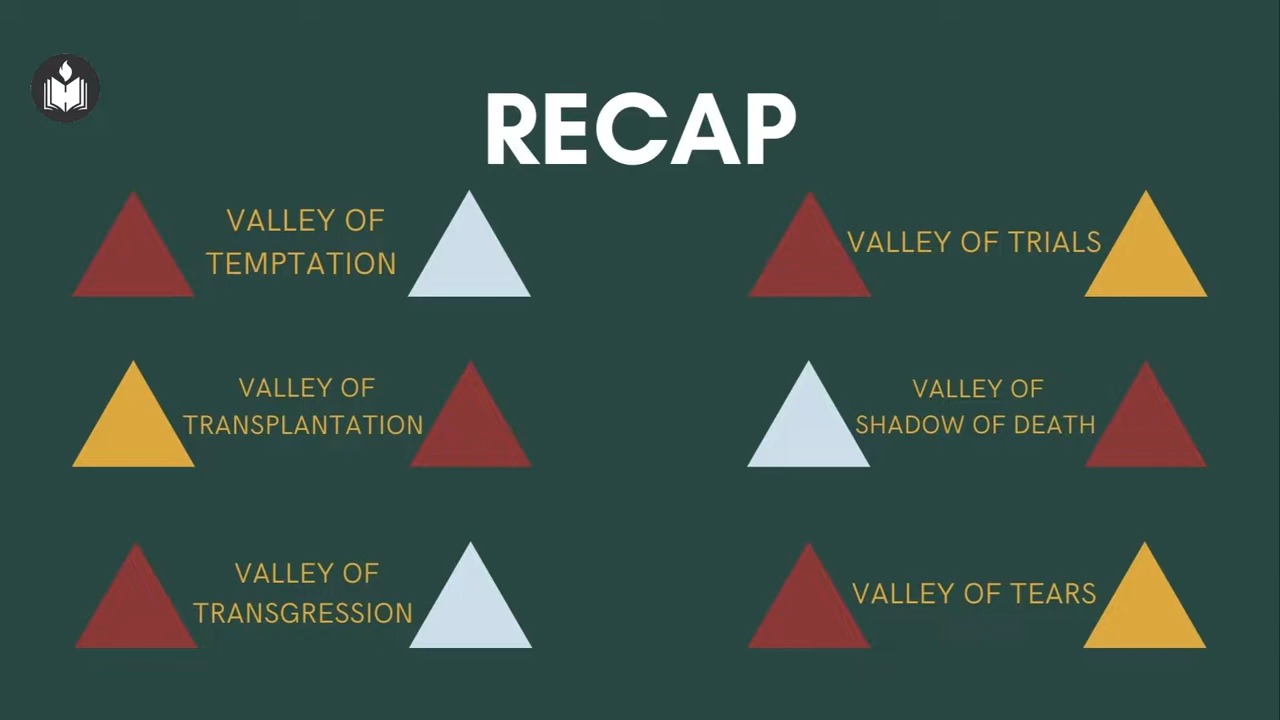 RECAP
VALLEY OF
TEMPTATION
VALLEY OF TRIALS
VALLEY OF
TRANSPLANTATION
VALLEY OF
SHADOW OF DEATH
VALLEY OF
TRANSGRESSION
VALLEY OF TEARS